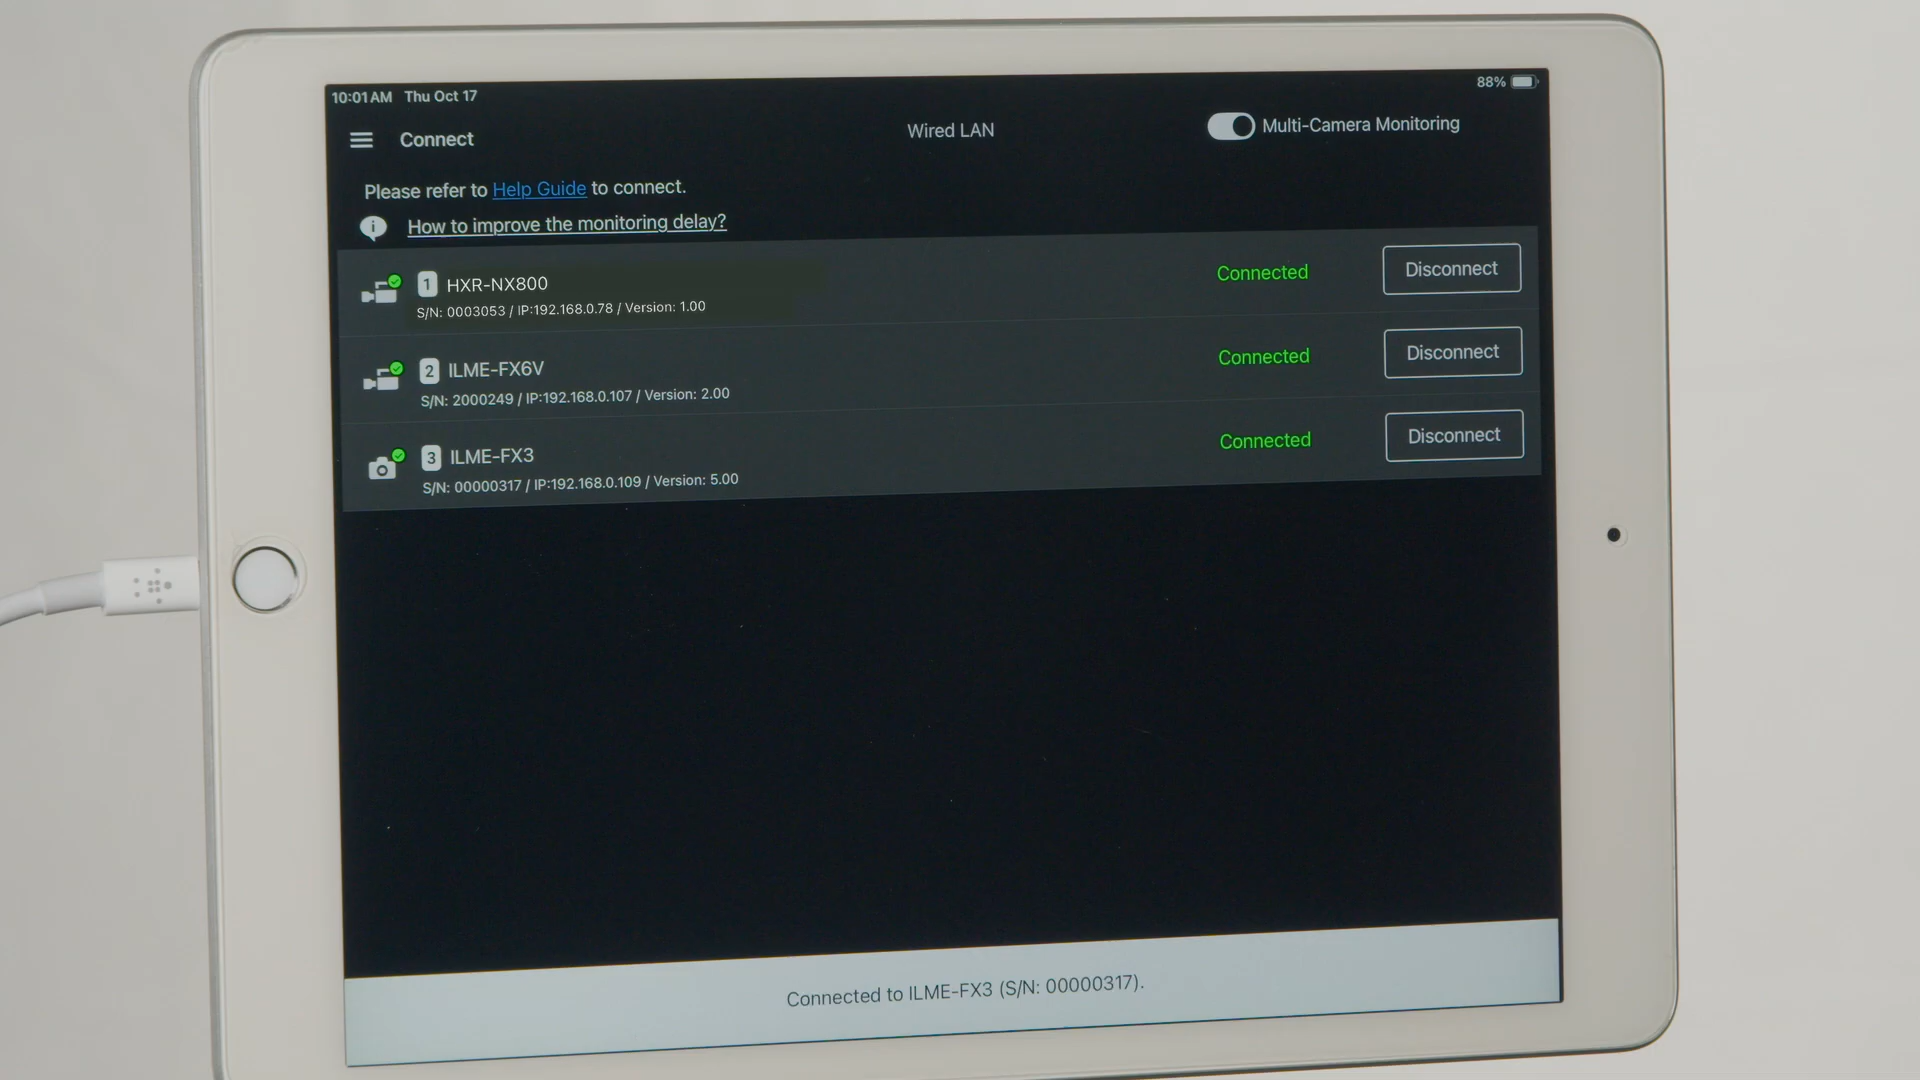 10:01 AM Thu Oct 17
88%
Connect
Wired LAN
Multi-Camera Monitoring
Please refer to Help Guide to connect.
How to improve the monitoring delay?
1 HXR-NX800
S/N: 0003053 / IP:192.168.0.78 / Version: 1.00
Connected
Disconnect
2 ILME-FX6V
S/N: 2000249 / IP:192.168.0.107 / Version: 2.00
Connected
Disconnect
3 ILME-FX3
S/N: 00000317 / IP:192.168.0.109 / Version: 5.00
Connected
Disconnect
Connected to ILME-FX3 (S/N: 00000317).